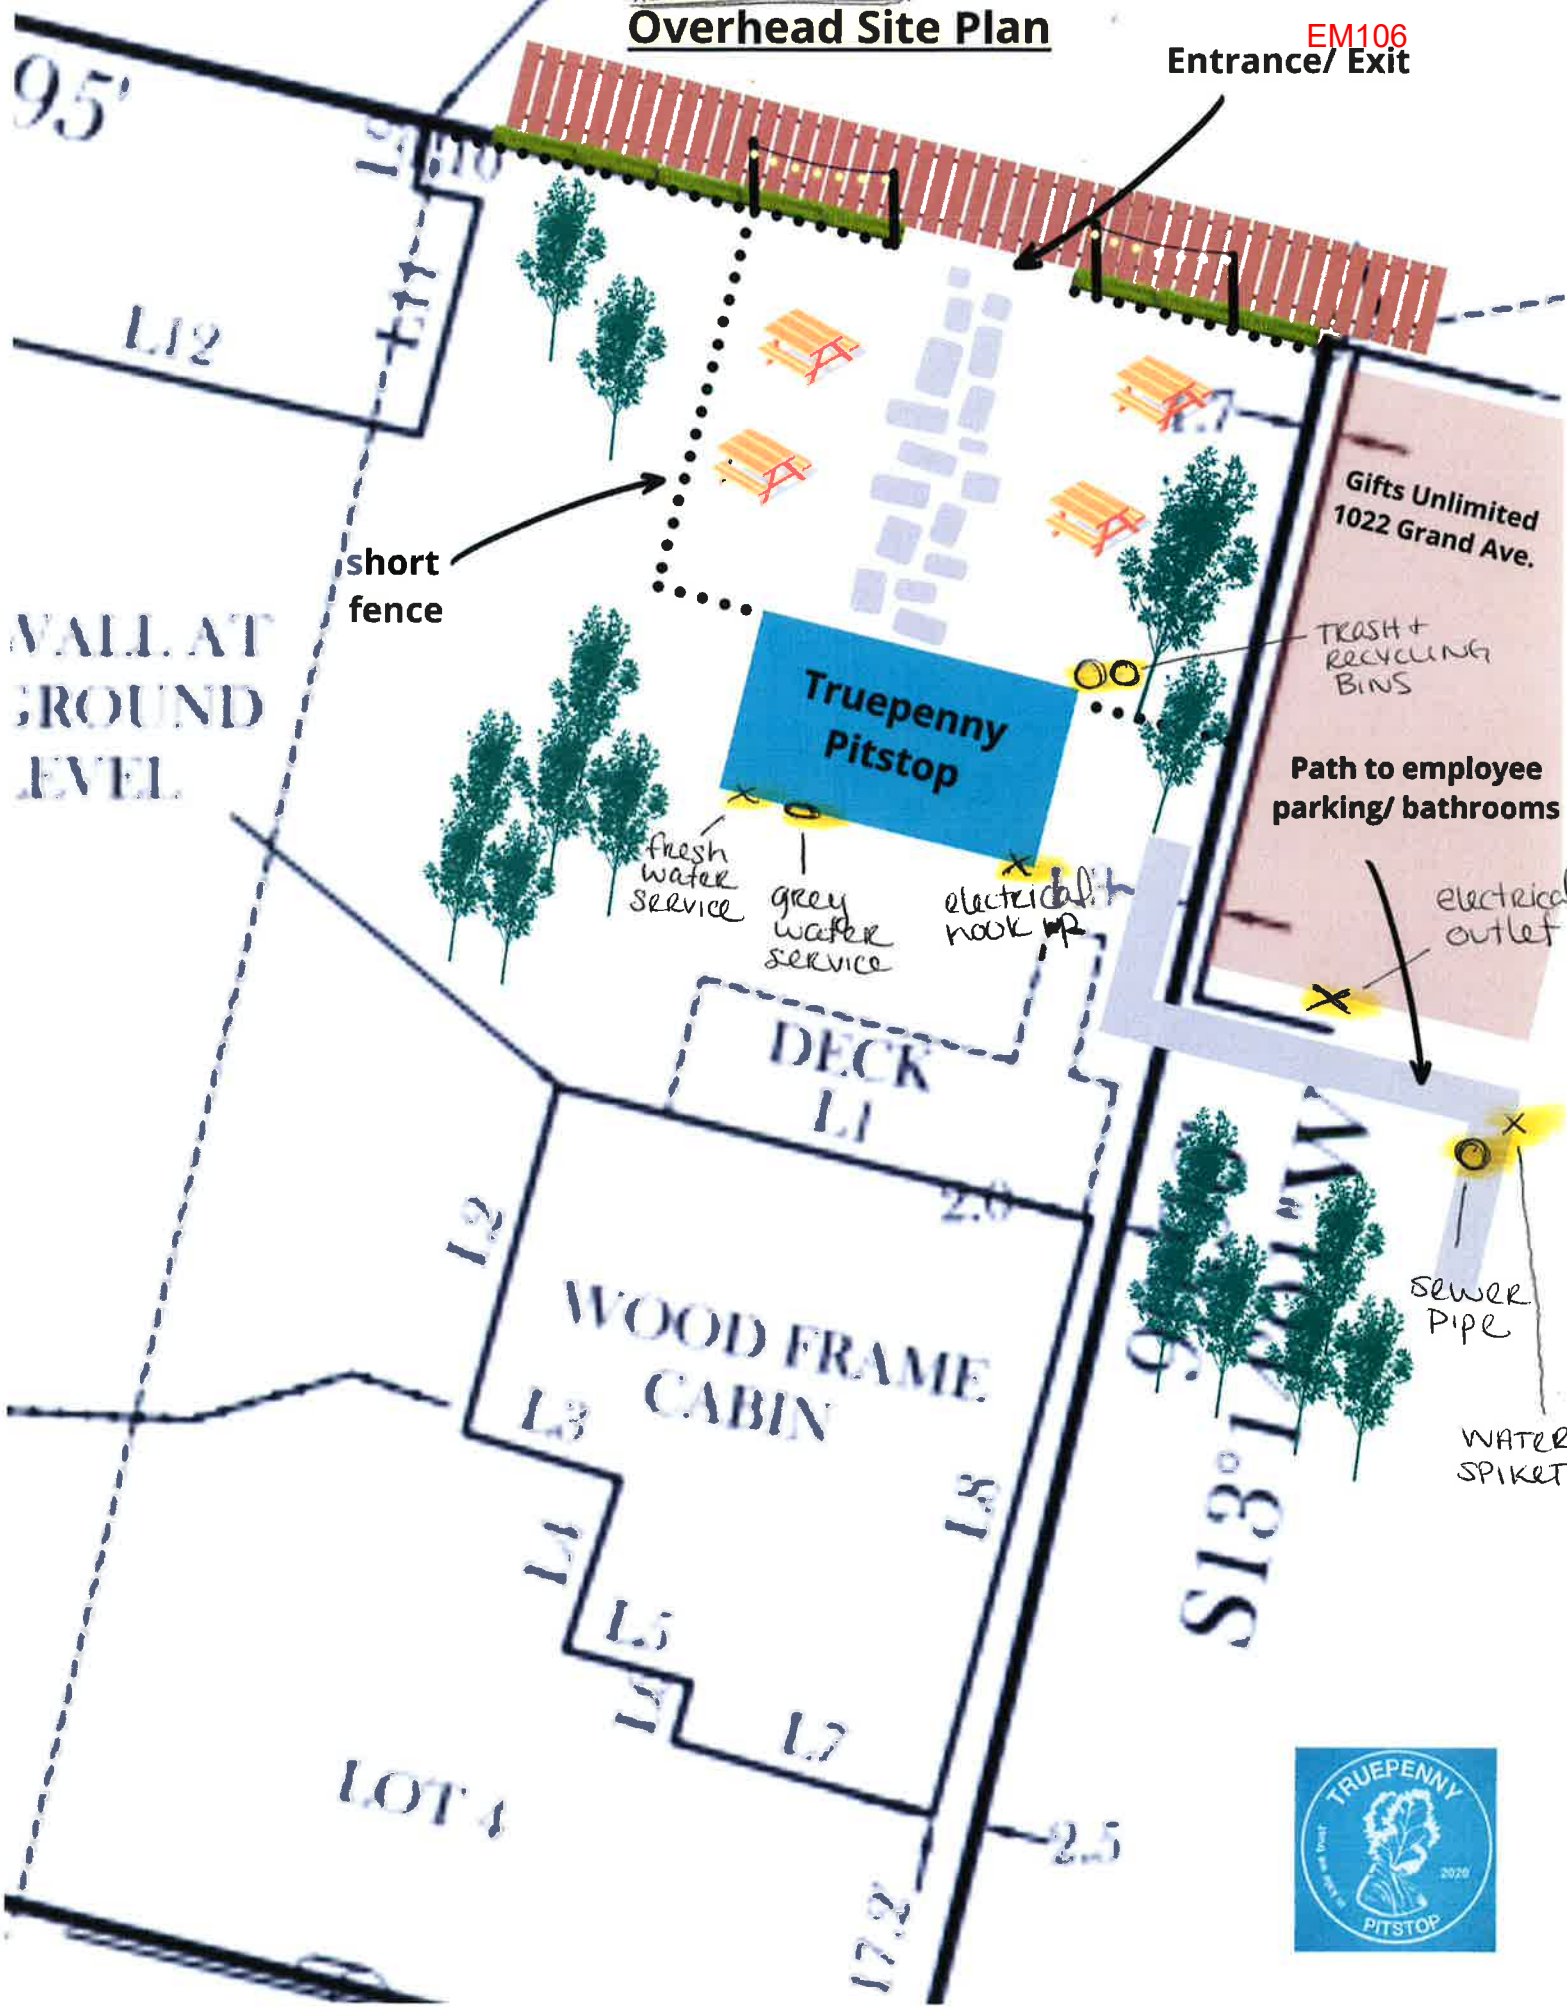 Overhead Site Plan
EM106
Entrance/ Exit
95'
L9
L10
L11
L12
short
fence
Gifts Unlimited
1022 Grand Ave.
TRASH +
RECYCLING
BINS
WALL AT
GROUND
LEVEL
Truepenny
Pitstop
Path to employee
parking/ bathrooms
fresh
water
service
grey
water
service
electrical
hook up
electrical
outlet
DECK
L1
2.0
L2
WOOD FRAME
CABIN
L3
L4
L5
L6
L7
L8
sewer
pipe
WATER
SPIKET
S13°
LOT 4
2.5
17.2
TRUEPENNY
2020
PITSTOP